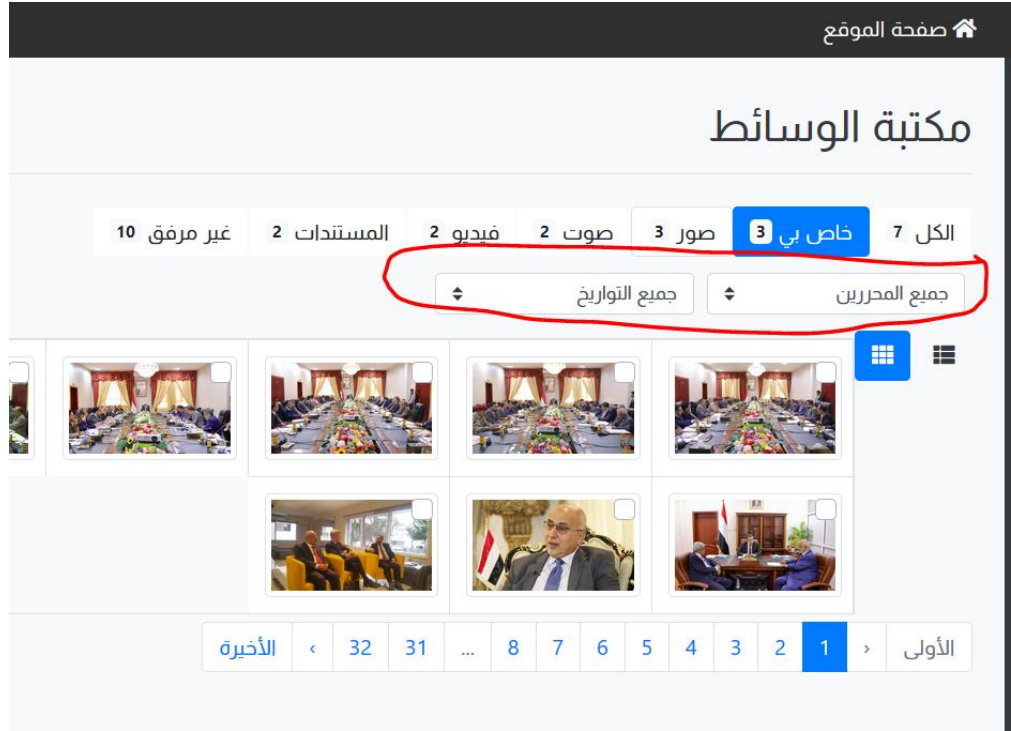 صفحة الموقع
مكتبة الوسائط
الكل 7 خاص بي 3 صور 3 صوت 2 فيديو 2 المستندات 2 غير مرفق 10
جميع المحررين جميع التواريخ
الأولى ‹ 1 2 3 4 5 6 7 8 ... 31 32 › الأخيرة